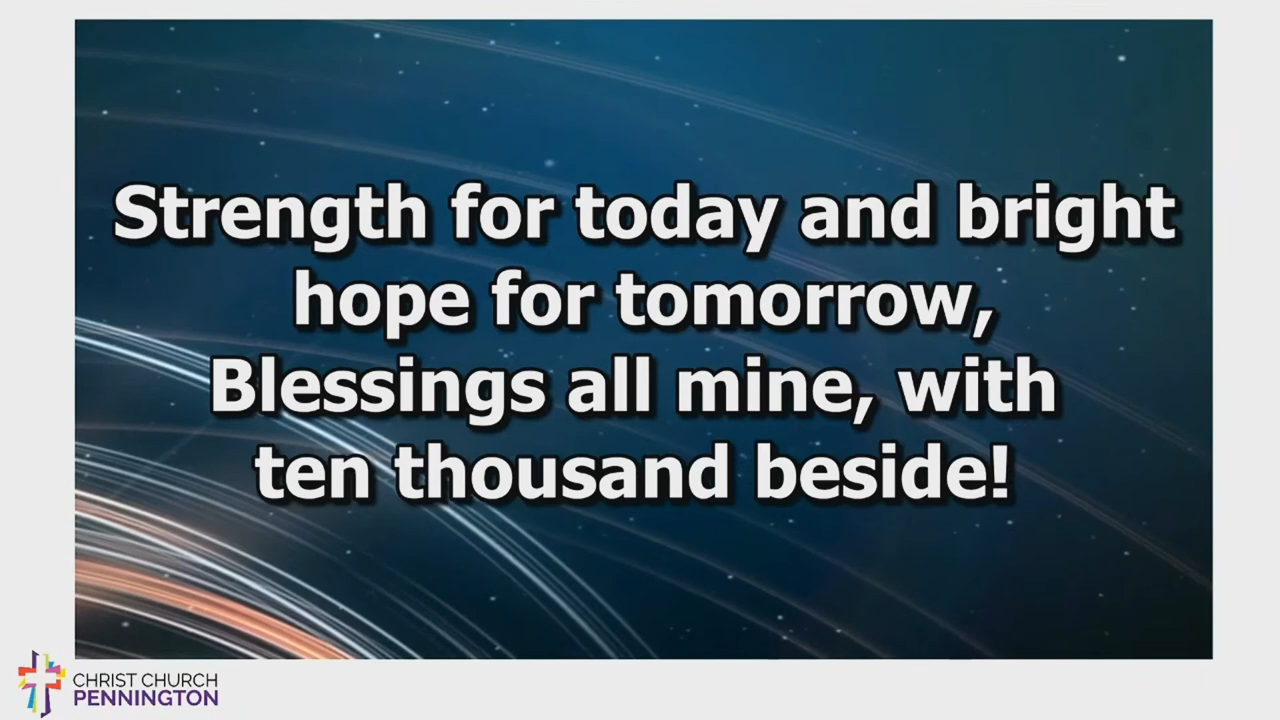 Strength for today and bright
hope for tomorrow,
Blessings all mine, with
ten thousand beside!
CHRIST CHURCH
PENNINGTON